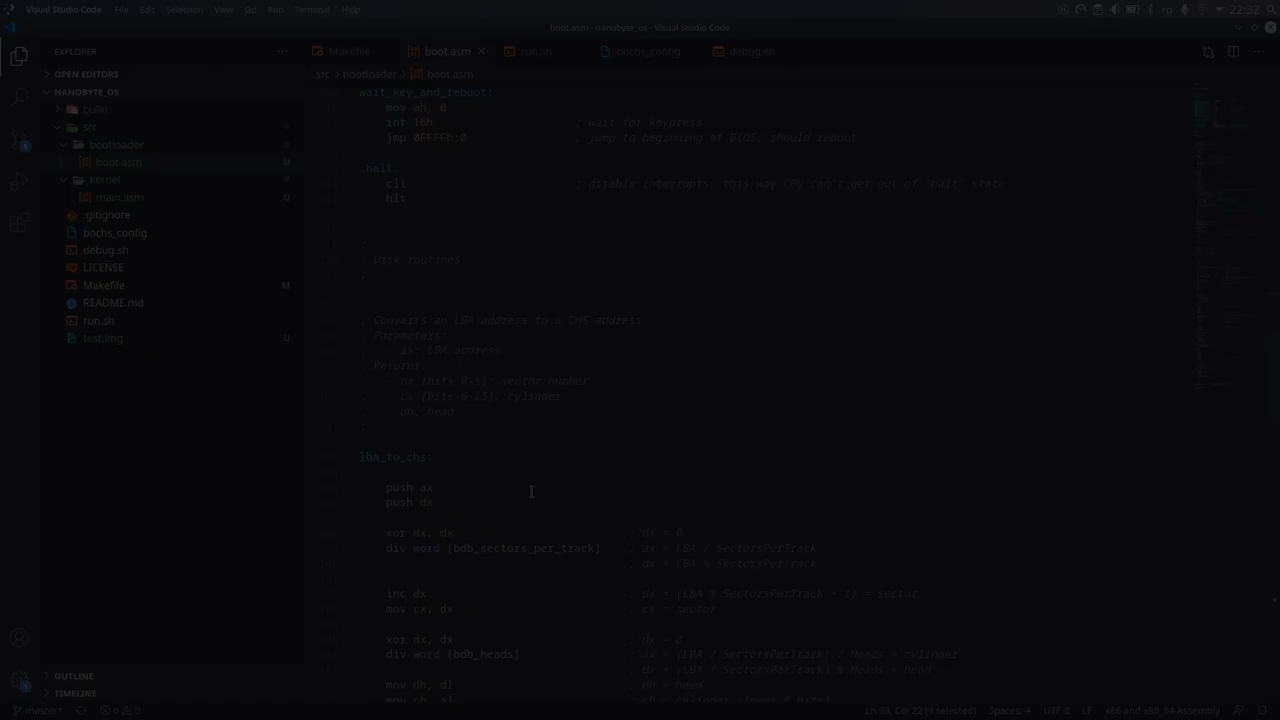 Visual Studio Code File Edit Selection View Go Run Terminal Help
ro 22:32
boot.asm - nanobyte_os - Visual Studio Code
EXPLORER
OPEN EDITORS
NANOBYTE_OS
build
src
bootloader
boot.asm U
kernel
main.asm U
.gitignore
bochs_config
debug.sh
LICENSE
Makefile M
README.md
run.sh
test.img U
OUTLINE
TIMELINE
Makefile boot.asm run.sh bochs_config debug.sh
src > bootloader > boot.asm
wait_key_and_reboot:
mov ah, 0
int 16h ; wait for keypress
jmp 0FFFFh:0 ; jump to beginning of BIOS, should reboot
.halt:
cli ; disable interrupts, this way CPU can't get out of "halt" state
hlt
;
; Disk routines
;
; Converts an LBA address to a CHS address
; Parameters:
; - ax: LBA address
; Returns:
; - cx [bits 0-5]: sector number
; - cx [bits 6-15]: cylinder
; - dh: head
;
lba_to_chs:
push ax
push dx
xor dx, dx ; dx = 0
div word [bdb_sectors_per_track] ; ax = LBA / SectorsPerTrack
; dx = LBA % SectorsPerTrack
inc dx ; dx = (LBA % SectorsPerTrack + 1) = sector
mov cx, dx ; cx = sector
xor dx, dx ; dx = 0
div word [bdb_heads] ; ax = (LBA / SectorsPerTrack) / Heads = cylinder
; dx = (LBA / SectorsPerTrack) % Heads = head
mov dh, dl ; dh = head
mov ch, al ; ch = cylinder (lower 8 bits)
master* 0 0 Ln 93, Col 22 (9 selected) Spaces: 4 UTF-8 LF x86 and x86_64 Assembly